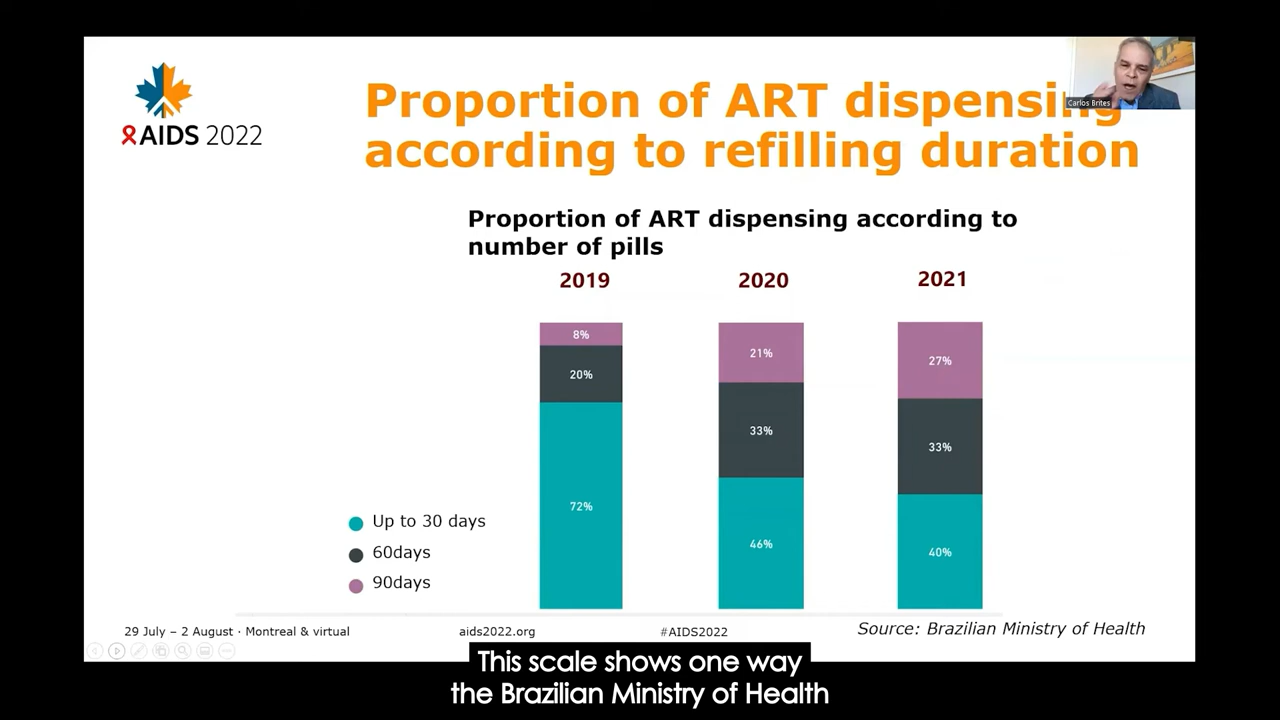 AIDS 2022
Proportion of ART dispensing
according to refilling duration
Carlos Brites
Proportion of ART dispensing according to
number of pills
2019
2020
2021
8%
20%
72%
21%
33%
46%
27%
33%
40%
Up to 30 days
60days
90days
29 July – 2 August · Montreal & virtual
aids2022.org
#AIDS2022
Source: Brazilian Ministry of Health
This scale shows one way
the Brazilian Ministry of Health